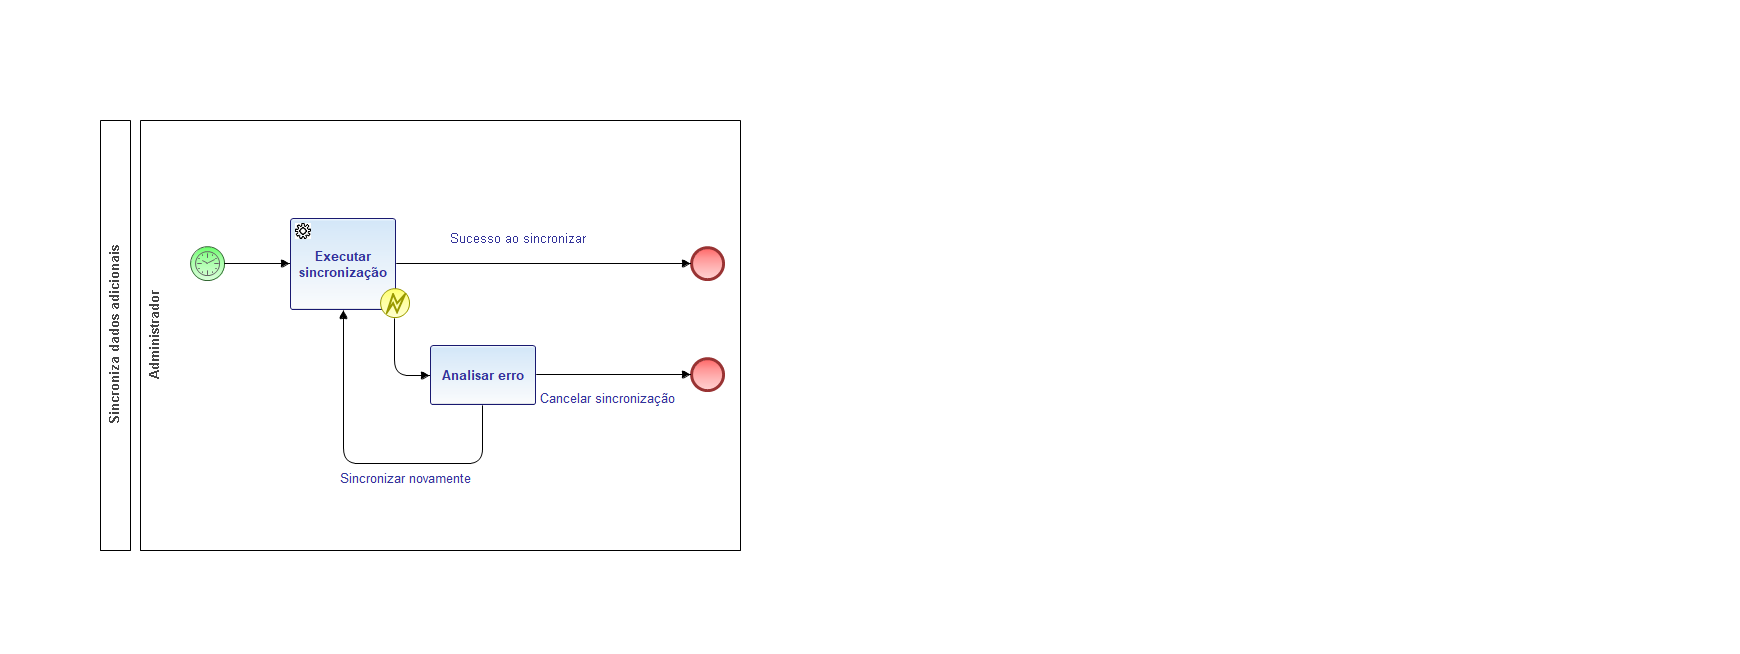 Sincroniza dados adicionais
Administrador
Executar
sincronização
Sucesso ao sincronizar
Analisar erro
Cancelar sincronização
Sincronizar novamente